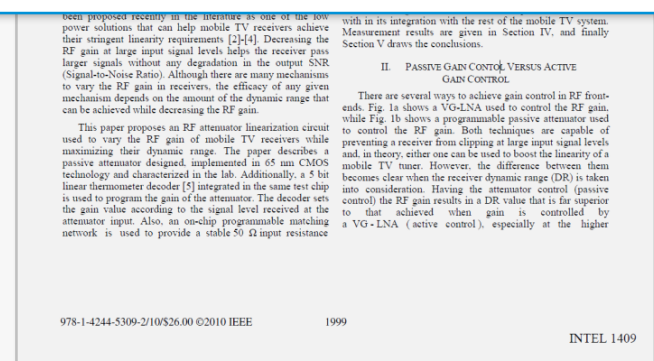 been proposed recently in the literature as one of the low
power solutions that can help mobile TV receivers achieve
their stringent linearity requirements [2]-[4]. Decreasing the
RF gain at large input signal levels helps the receiver pass
larger signals without any degradation in the output SNR
(Signal-to-Noise Ratio). Although there are many mechanisms
to vary the RF gain in receivers, the efficacy of any given
mechanism depends on the amount of the dynamic range that
can be achieved while decreasing the RF gain.
This paper proposes an RF attenuator linearization circuit
used to vary the RF gain of mobile TV receivers while
maximizing their dynamic range. The paper describes a
passive attenuator designed, implemented in 65 nm CMOS
technology and characterized in the lab. Additionally, a 5 bit
linear thermometer decoder [5] integrated in the same test chip
is used to program the gain of the attenuator. The decoder sets
the gain value according to the signal level received at the
attenuator input. Also, an on-chip programmable matching
network is used to provide a stable 50 Ω input resistance
with in its integration with the rest of the mobile TV system.
Measurement results are given in Section IV, and finally
Section V draws the conclusions.
II. PASSIVE GAIN CONTOL VERSUS ACTIVE
GAIN CONTROL
There are several ways to achieve gain control in RF front-
ends. Fig. 1a shows a VG-LNA used to control the RF gain,
while Fig. 1b shows a programmable passive attenuator used
to control the RF gain. Both techniques are capable of
preventing a receiver from clipping at large input signal levels
and, in theory, either one can be used to boost the linearity of a
mobile TV tuner. However, the difference between them
becomes clear when the receiver dynamic range (DR) is taken
into consideration. Having the attenuator control (passive
control) the RF gain results in a DR value that is far superior
to that achieved when gain is controlled by
a VG - LNA ( active control ), especially at the higher
978-1-4244-5309-2/10/$26.00 ©2010 IEEE
1999
INTEL 1409